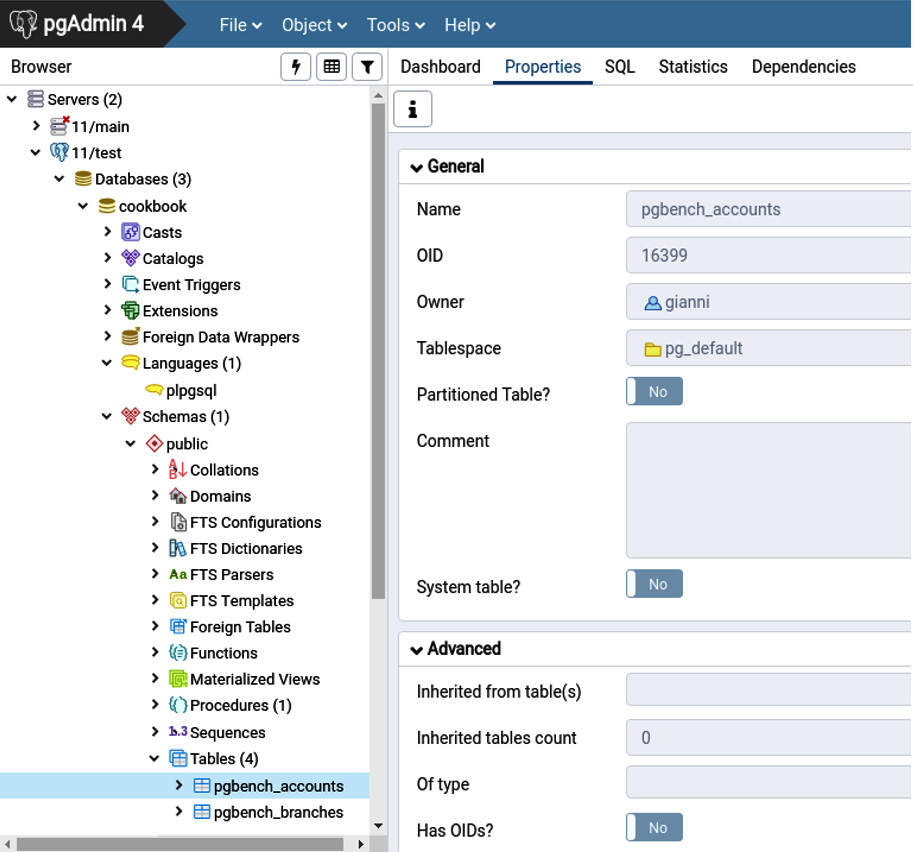 pgAdmin 4
File Object Tools Help
Browser
Dashboard Properties SQL Statistics Dependencies
Servers (2)
11/main
11/test
Databases (3)
cookbook
Casts
Catalogs
Event Triggers
Extensions
Foreign Data Wrappers
Languages (1)
plpgsql
Schemas (1)
public
Collations
Domains
FTS Configurations
FTS Dictionaries
Aa FTS Parsers
FTS Templates
Foreign Tables
Functions
Materialized Views
Procedures (1)
1..3 Sequences
Tables (4)
pgbench_accounts
pgbench_branches
i
General
Name pgbench_accounts
OID 16399
Owner gianni
Tablespace pg_default
Partitioned Table? No
Comment
System table? No
Advanced
Inherited from table(s)
Inherited tables count 0
Of type
Has OIDs? No